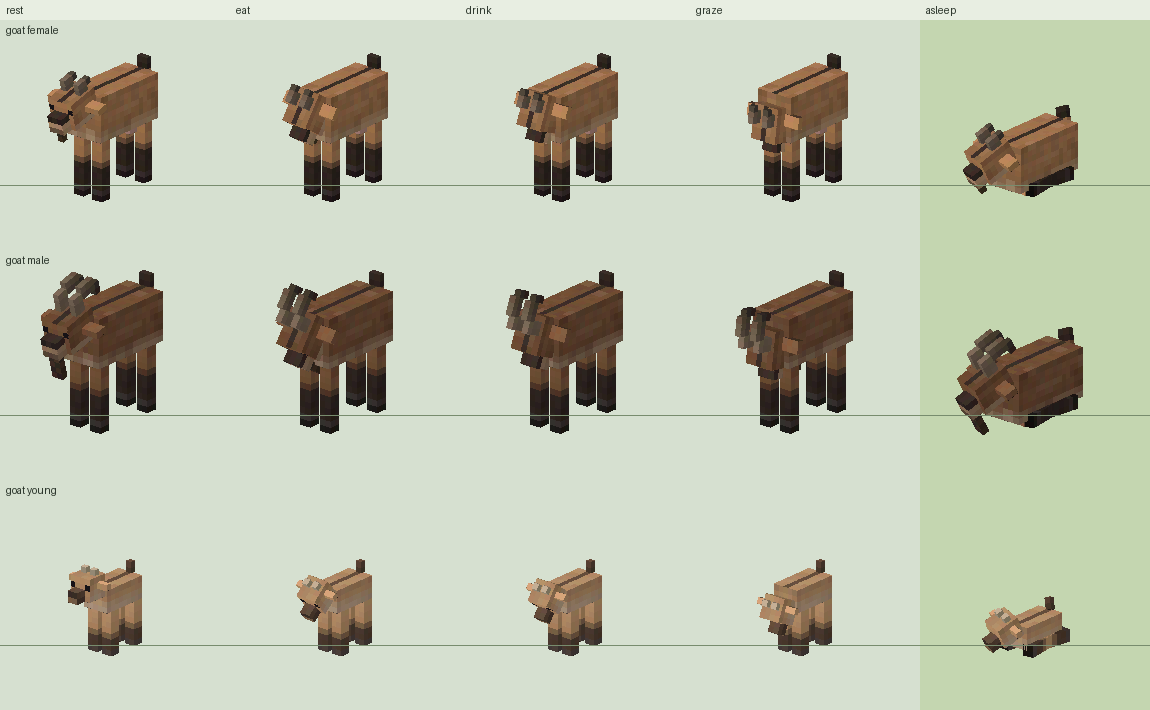 rest eat drink graze asleep
goat female
goat male
goat young